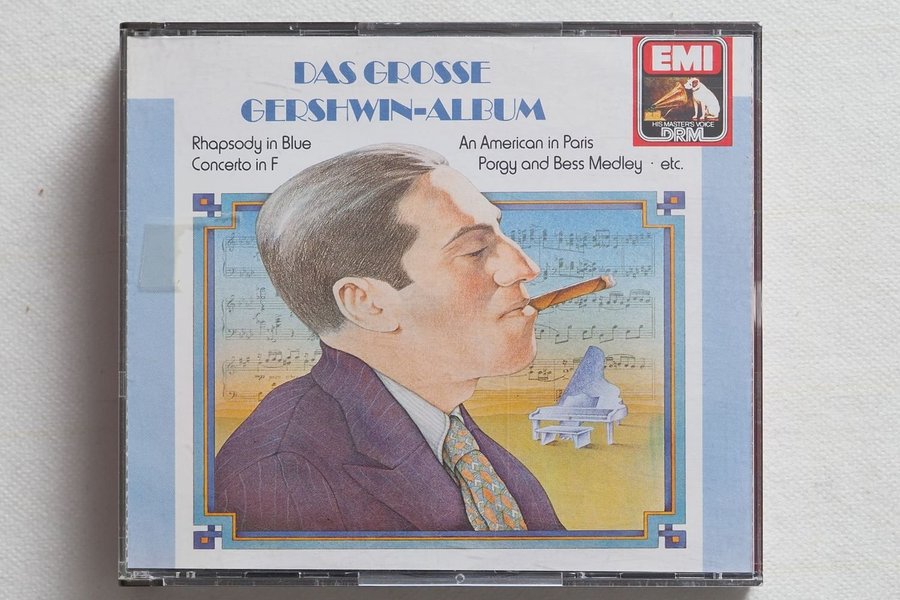 DAS GROSSE
GERSHWIN-ALBUM
Rhapsody in Blue
Concerto in F
An American in Paris
Porgy and Bess Medley · etc.
EMI
HIS MASTER'S VOICE
DRM